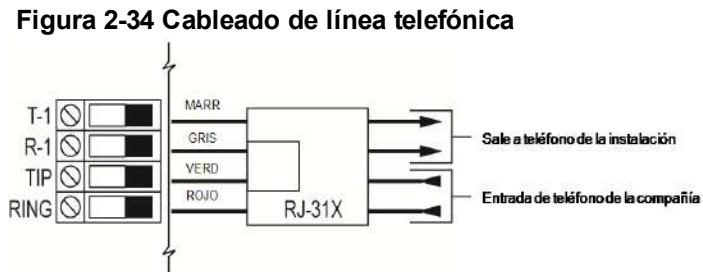 Figura 2-34 Cableado de línea telefónica
T-1
R-1
TIP
RING
MARR
GRIS
VERD
ROJO
RJ-31X
Sale a teléfono de la instalación
Entrada de teléfono de la compañía